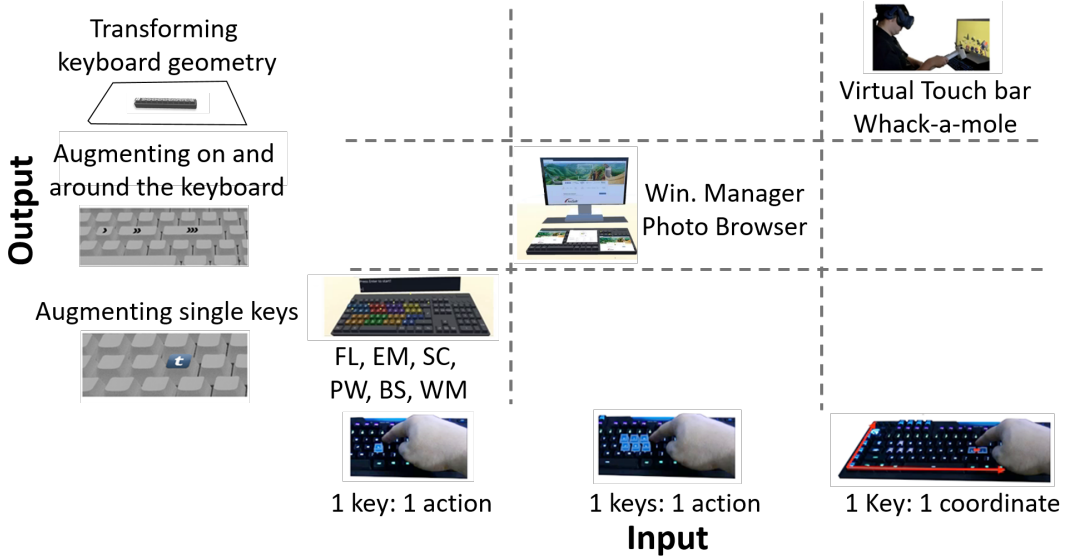 Transforming
keyboard geometry
Virtual Touch bar
Whack-a-mole
Output
Augmenting on and
around the keyboard
Win. Manager
Photo Browser
Augmenting single keys
t
FL, EM, SC,
PW, BS, WM
1 key: 1 action
1 keys: 1 action
1 Key: 1 coordinate
Input